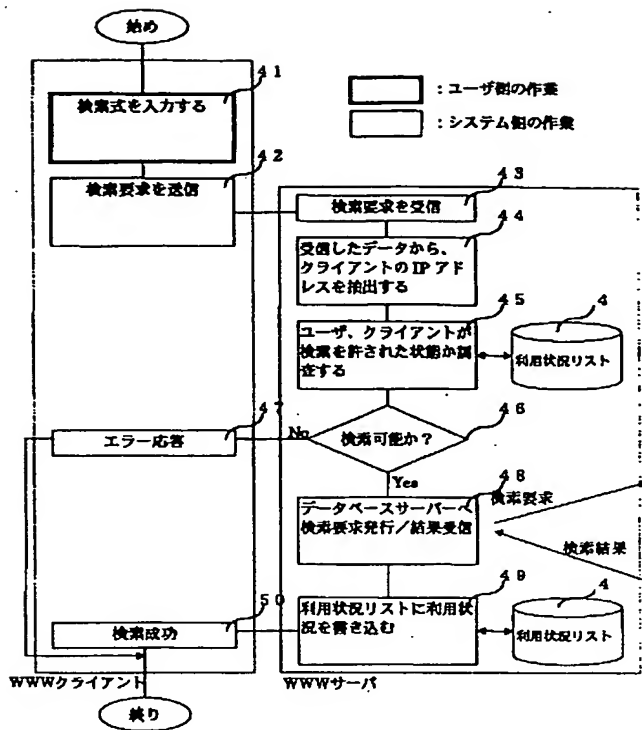 始め
41
検索式を入力する
：ユーザ側の作業
：システム側の作業
42
検索要求を送信
43
検索要求を受信
44
受信したデータから、
クライアントのIPアド
レスを抽出する
45
ユーザ、クライアントが
検索を許された状態か調
査する
4
利用状況リスト
46
検索可能か？
No
47
エラー応答
Yes
48
データベースサーバーへ
検索要求発行／結果受信
検索要求
検索結果
49
利用状況リストに利用状
況を書き込む
4
利用状況リスト
50
検索成功
WWWクライアント
WWWサーバ
終り